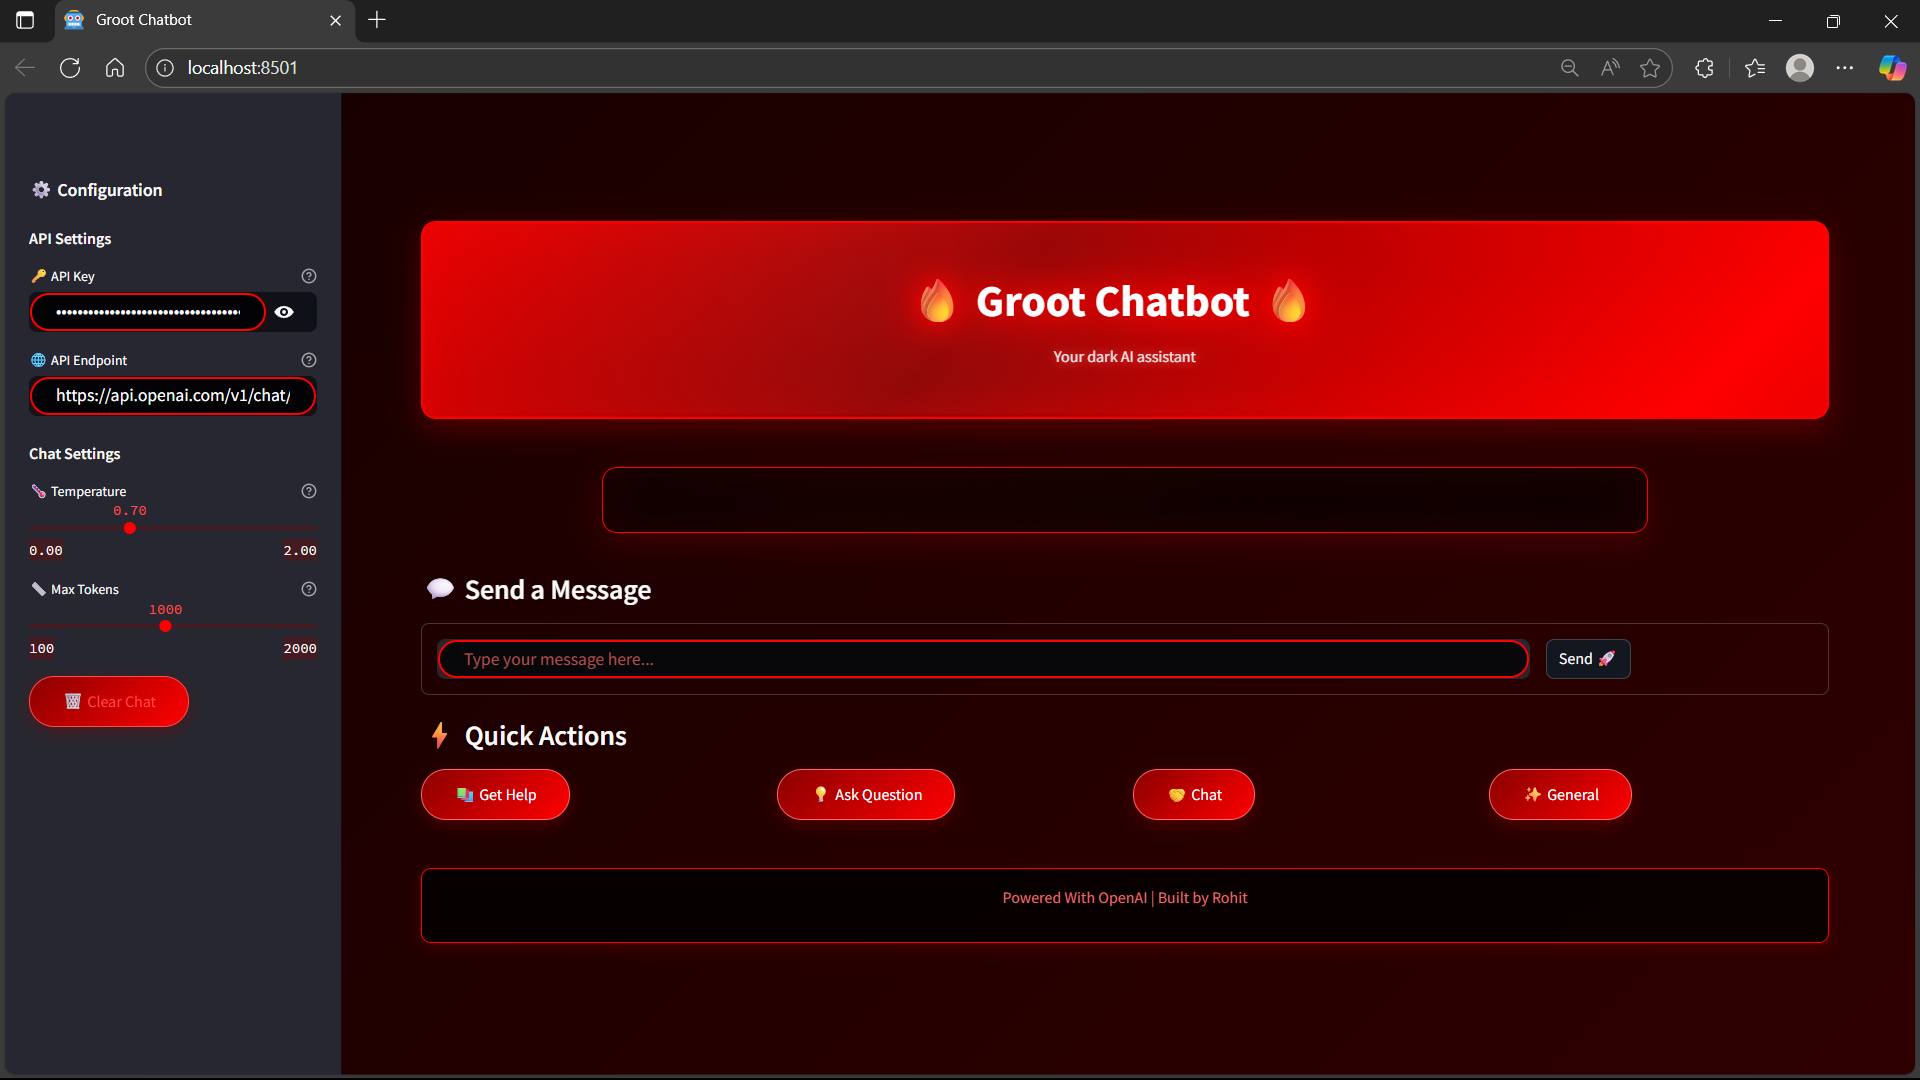 Groot Chatbot
localhost:8501
Configuration
API Settings
API Key
API Endpoint
https://api.openai.com/v1/chat/
Chat Settings
Temperature
0.70
0.00 2.00
Max Tokens
1000
100 2000
Clear Chat
Groot Chatbot
Your dark AI assistant
Send a Message
Type your message here...
Send
Quick Actions
Get Help
Ask Question
Chat
General
Powered With OpenAI | Built by Rohit